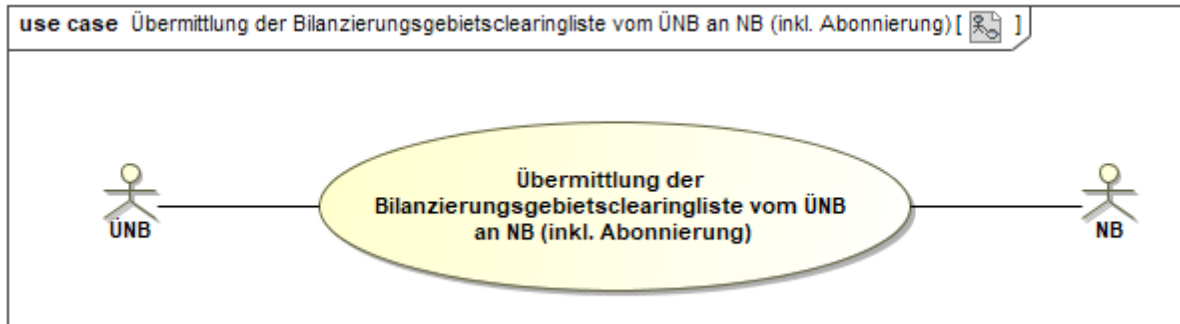 use case Übermittlung der Bilanzierungsgebietsclearingliste vom ÜNB an NB (inkl. Abonnierung) [ ]
Übermittlung der
Bilanzierungsgebietsclearingliste vom ÜNB
an NB (inkl. Abonnierung)
ÜNB
NB